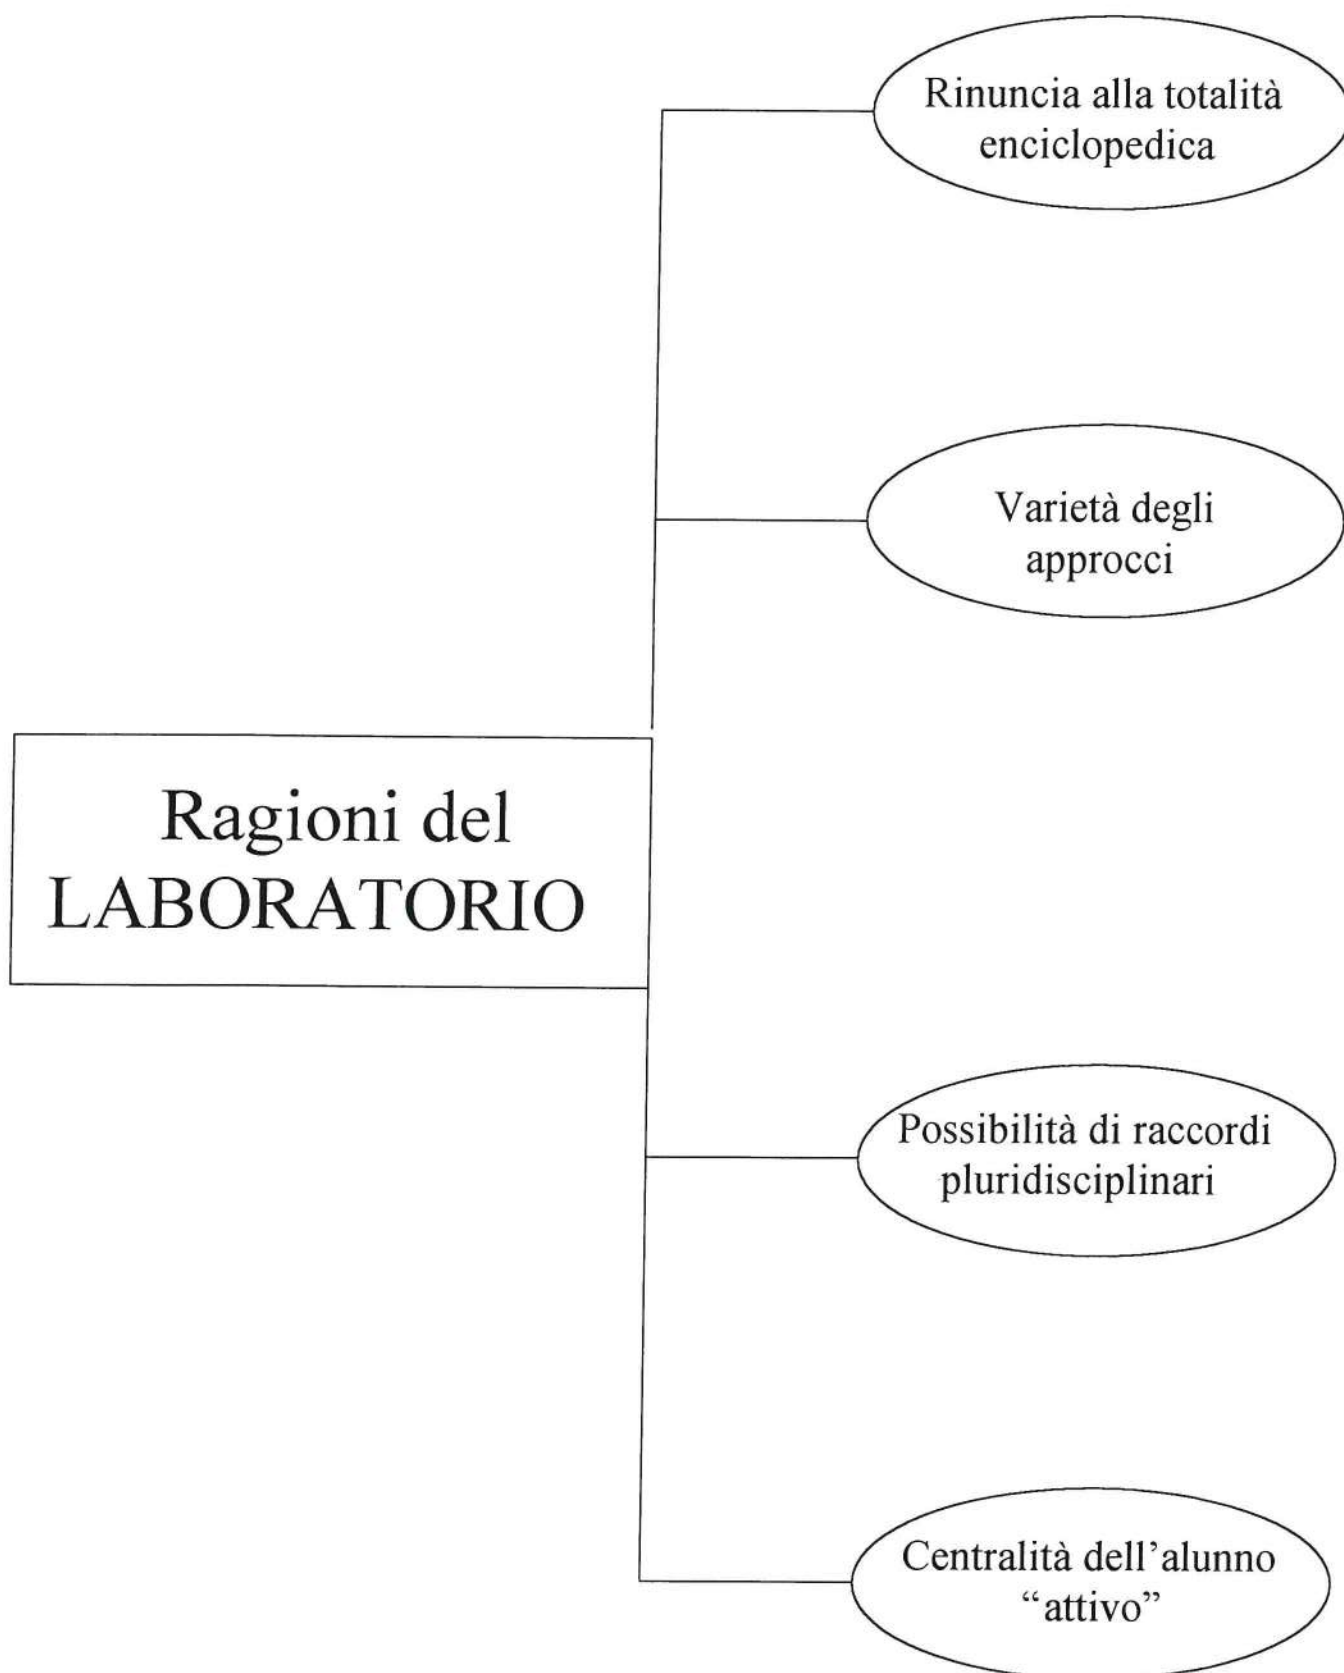 Rinuncia alla totalità
enciclopedica
Varietà degli
approcci
Ragioni del
LABORATORIO
Possibilità di raccordi
pluridisciplinari
Centralità dell’alunno
“attivo”